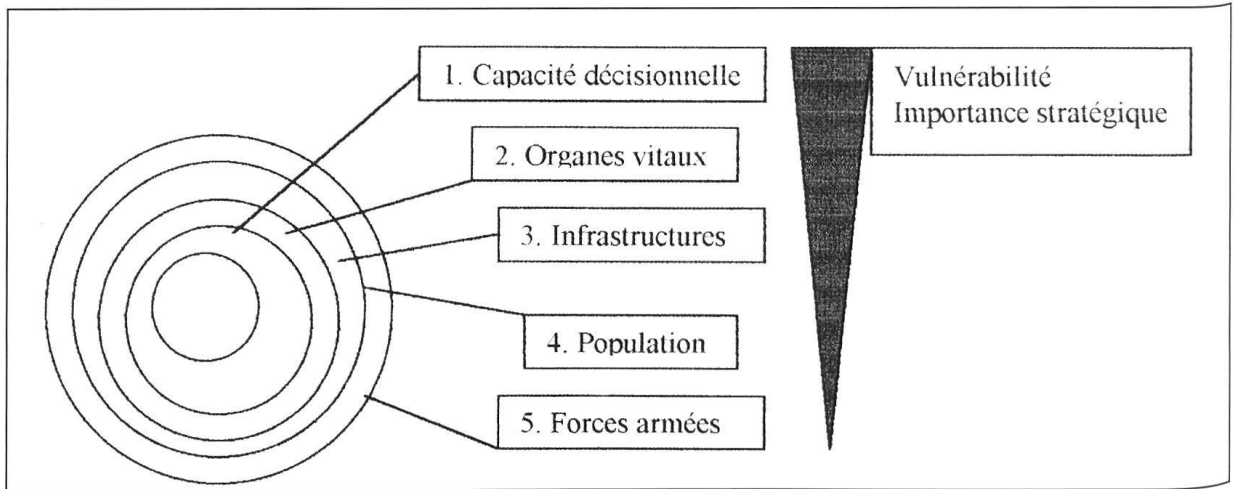 1. Capacité décisionnelle
2. Organes vitaux
3. Infrastructures
4. Population
5. Forces armées
Vulnérabilité
Importance stratégique